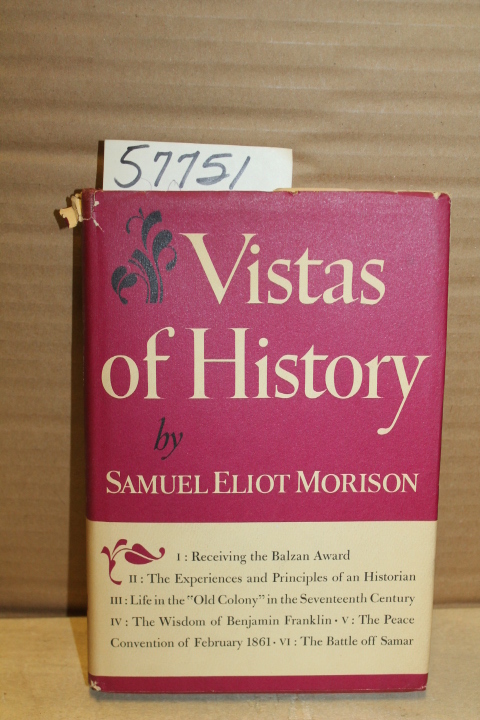 57751
Vistas
of History
by
SAMUEL ELIOT MORISON
I : Receiving the Balzan Award
II : The Experiences and Principles of an Historian
III : Life in the "Old Colony" in the Seventeenth Century
IV : The Wisdom of Benjamin Franklin · V : The Peace
Convention of February 1861 · VI : The Battle off Samar